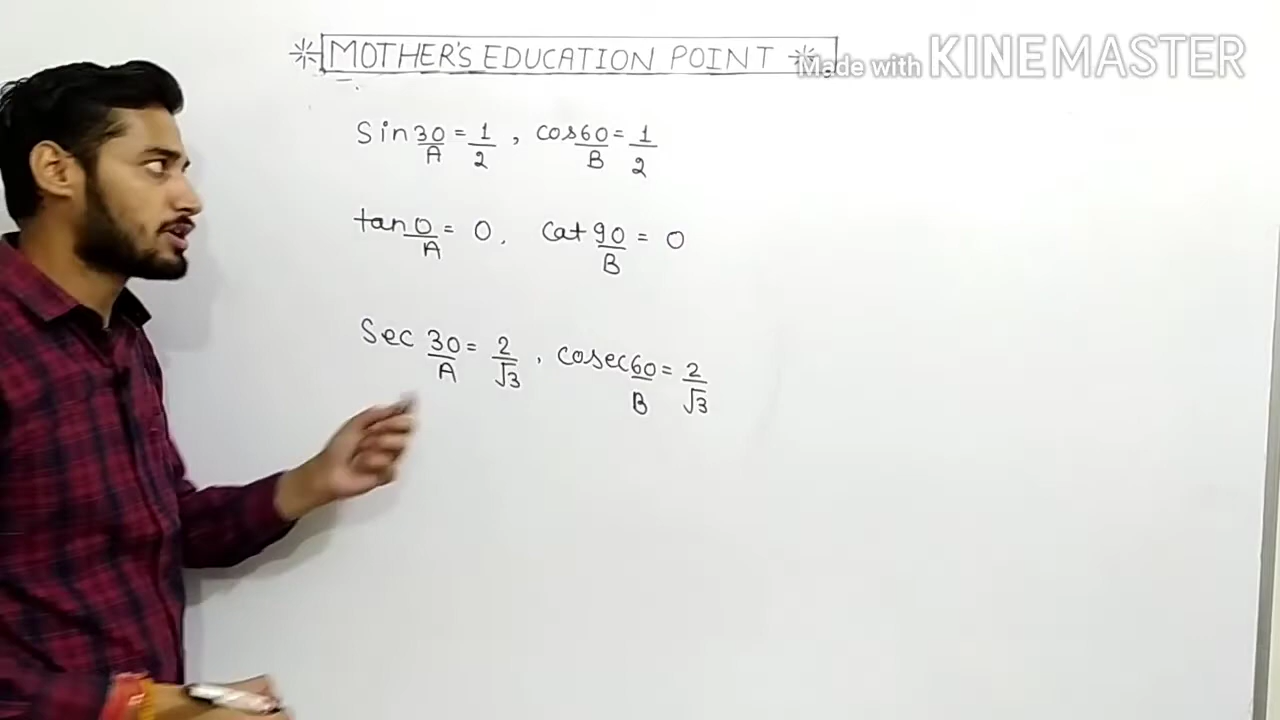 ✳ MOTHER'S EDUCATION POINT ✳
Made with KINEMASTER
Sin 30/A = 1/2 , cos 60/B = 1/2
tan 0/A = 0, cat 90/B = 0
Sec 30/A = 2/√3 , cosec 60/B = 2/√3